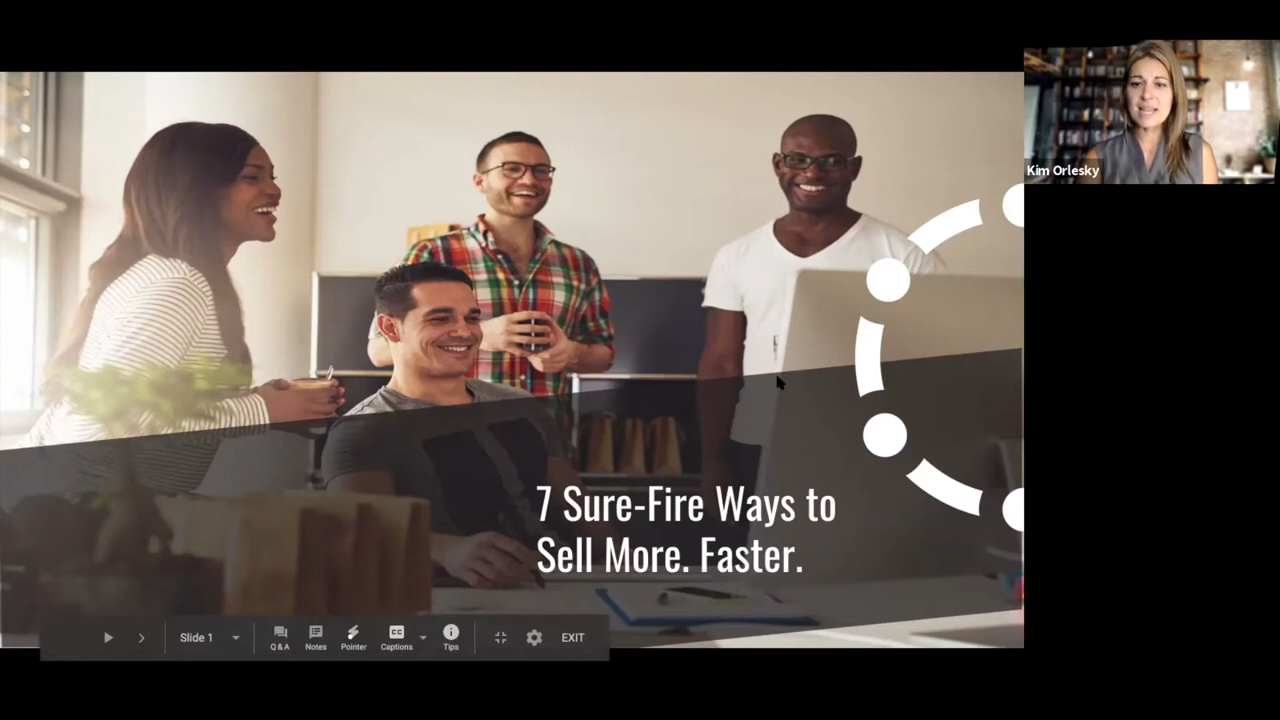 Kim Orlesky
7 Sure-Fire Ways to
Sell More. Faster.
Slide 1
Q & A
Notes
Pointer
CC
Captions
Tips
EXIT